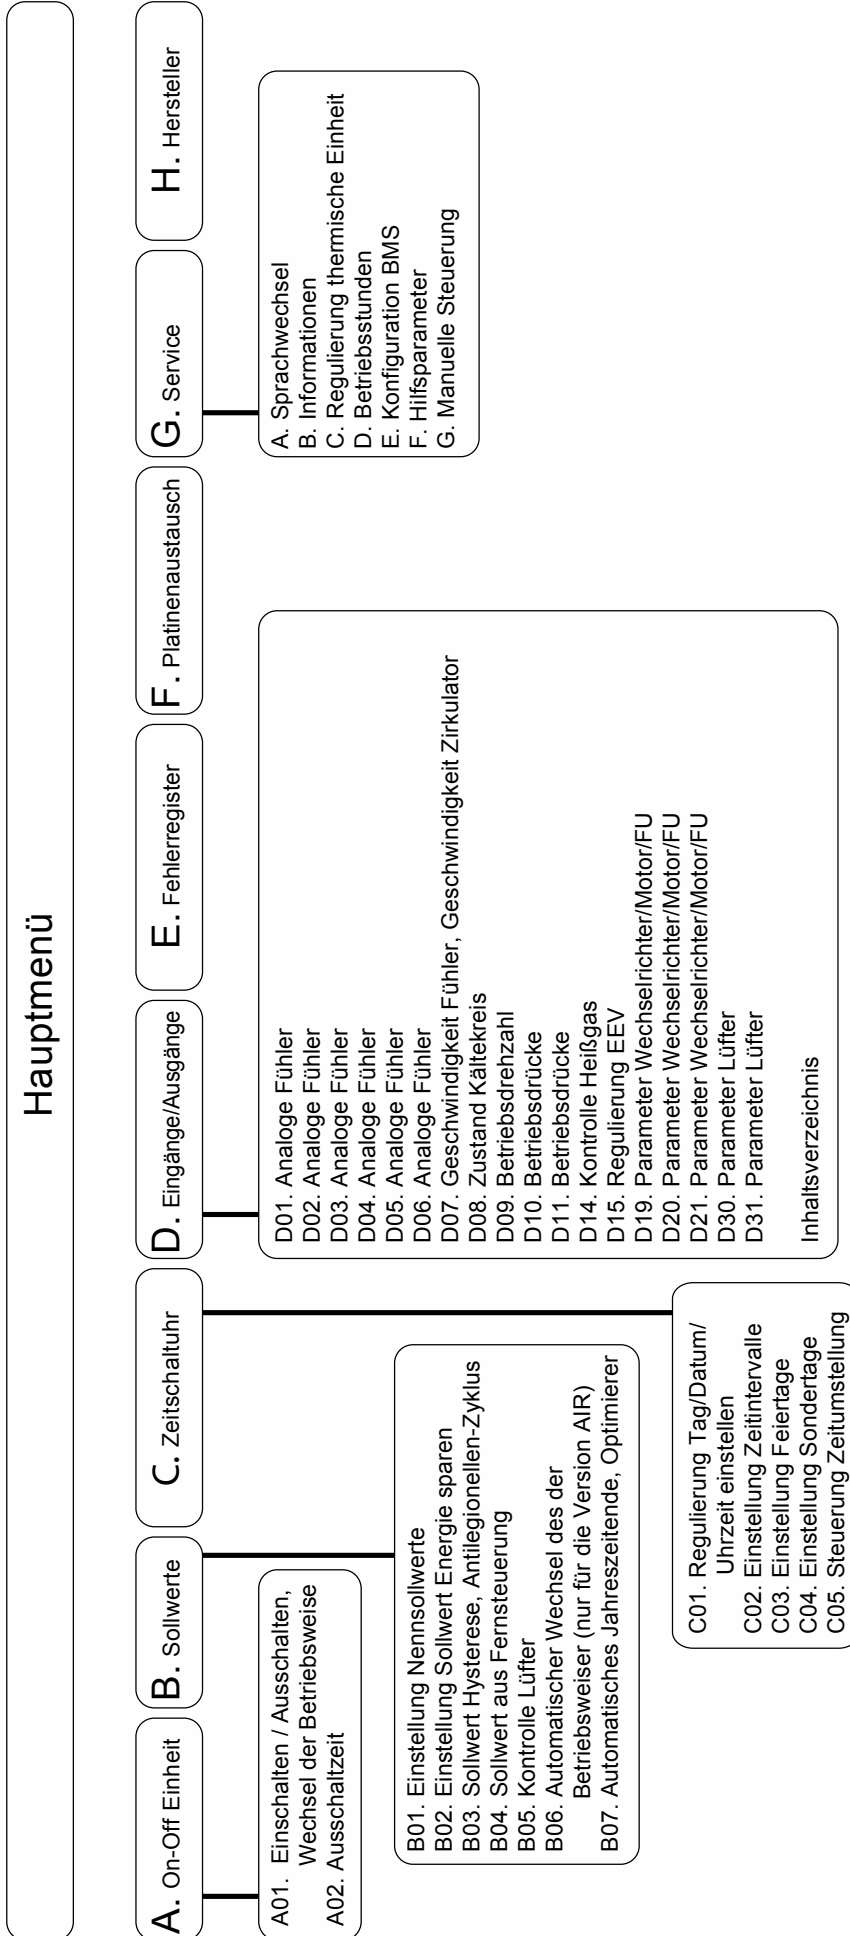 Hauptmenü
A. On-Off Einheit
A01. Einschalten / Ausschalten,
Wechsel der Betriebsweise
A02. Ausschaltzeit
B. Sollwerte
B01. Einstellung Nennsollwerte
B02. Einstellung Sollwert Energie sparen
B03. Sollwert Hysterese, Antilegionellen-Zyklus
B04. Sollwert aus Fernsteuerung
B05. Kontrolle Lüfter
B06. Automatischer Wechsel des der
Betriebsweiser (nur für die Version AIR)
B07. Automatisches Jahreszeitende, Optimierer
C. Zeitschaltuhr
C01. Regulierung Tag/Datum/
Uhrzeit einstellen
C02. Einstellung Zeitintervalle
C03. Einstellung Feiertage
C04. Einstellung Sondertage
C05. Steuerung Zeitumstellung
D. Eingänge/Ausgänge
D01. Analoge Fühler
D02. Analoge Fühler
D03. Analoge Fühler
D04. Analoge Fühler
D05. Analoge Fühler
D06. Analoge Fühler
D07. Geschwindigkeit Fühler, Geschwindigkeit Zirkulator
D08. Zustand Kältekreis
D09. Betriebsdrehzahl
D10. Betriebsdrücke
D11. Betriebsdrücke
D14. Kontrolle Heißgas
D15. Regulierung EEV
D19. Parameter Wechselrichter/Motor/FU
D20. Parameter Wechselrichter/Motor/FU
D21. Parameter Wechselrichter/Motor/FU
D30. Parameter Lüfter
D31. Parameter Lüfter
Inhaltsverzeichnis
E. Fehlerregister
F. Platinenaustausch
G. Service
A. Sprachwechsel
B. Informationen
C. Regulierung thermische Einheit
D. Betriebsstunden
E. Konfiguration BMS
F. Hilfsparameter
G. Manuelle Steuerung
H. Hersteller